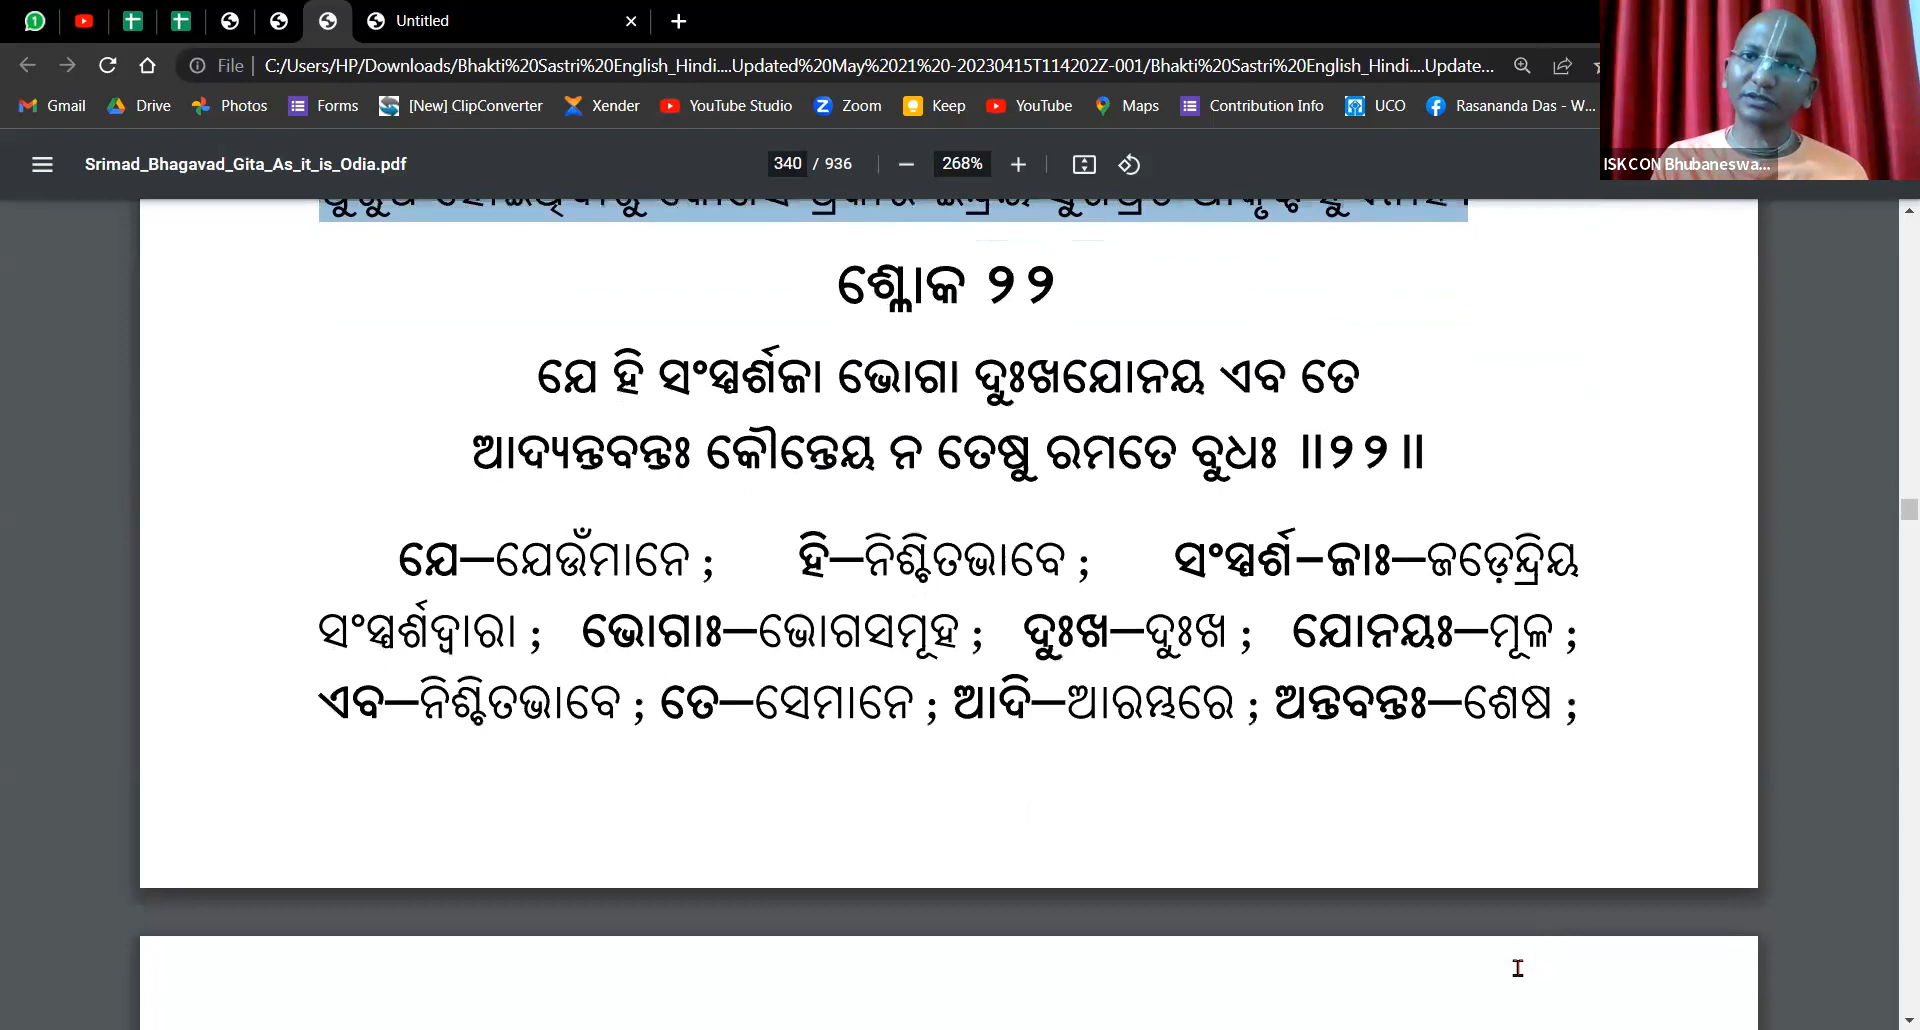 1
Untitled
File C:/Users/HP/Downloads/Bhakti%20Sastri%20English_Hindi....Updated%20May%2021%20-20230415T114202Z-001/Bhakti%20Sastri%20English_Hindi....Update...
Gmail Drive Photos Forms [New] ClipConverter Xender YouTube Studio Zoom Keep YouTube Maps Contribution Info UCO Rasananda Das - W...
Srimad_Bhagavad_Gita_As_it_is_Odia.pdf 340 / 936 268%
ISKCON Bhubaneswa...
ଶ୍ଳୋକ ୨୨
ଯେ ହି ସଂସ୍ପର୍ଶଜା ଭୋଗା ଦୁଃଖଯୋନୟ ଏବ ତେ
ଆଦ୍ୟନ୍ତବନ୍ତଃ କୌନ୍ତେୟ ନ ତେଷୁ ରମତେ ବୁଧଃ ॥୨୨॥
ଯେ—ଯେଉଁମାନେ ; ହି—ନିଶ୍ଚିତଭାବେ ; ସଂସ୍ପର୍ଶ-ଜାଃ—ଜଡ଼େନ୍ଦ୍ରିୟ
ସଂସ୍ପର୍ଶଦ୍ୱାରା ; ଭୋଗାଃ—ଭୋଗସମୂହ ; ଦୁଃଖ—ଦୁଃଖ ; ଯୋନୟଃ—ମୂଳ ;
ଏବ—ନିଶ୍ଚିତଭାବେ ; ତେ—ସେମାନେ ; ଆଦି—ଆରମ୍ଭରେ ; ଅନ୍ତବନ୍ତଃ—ଶେଷ ;